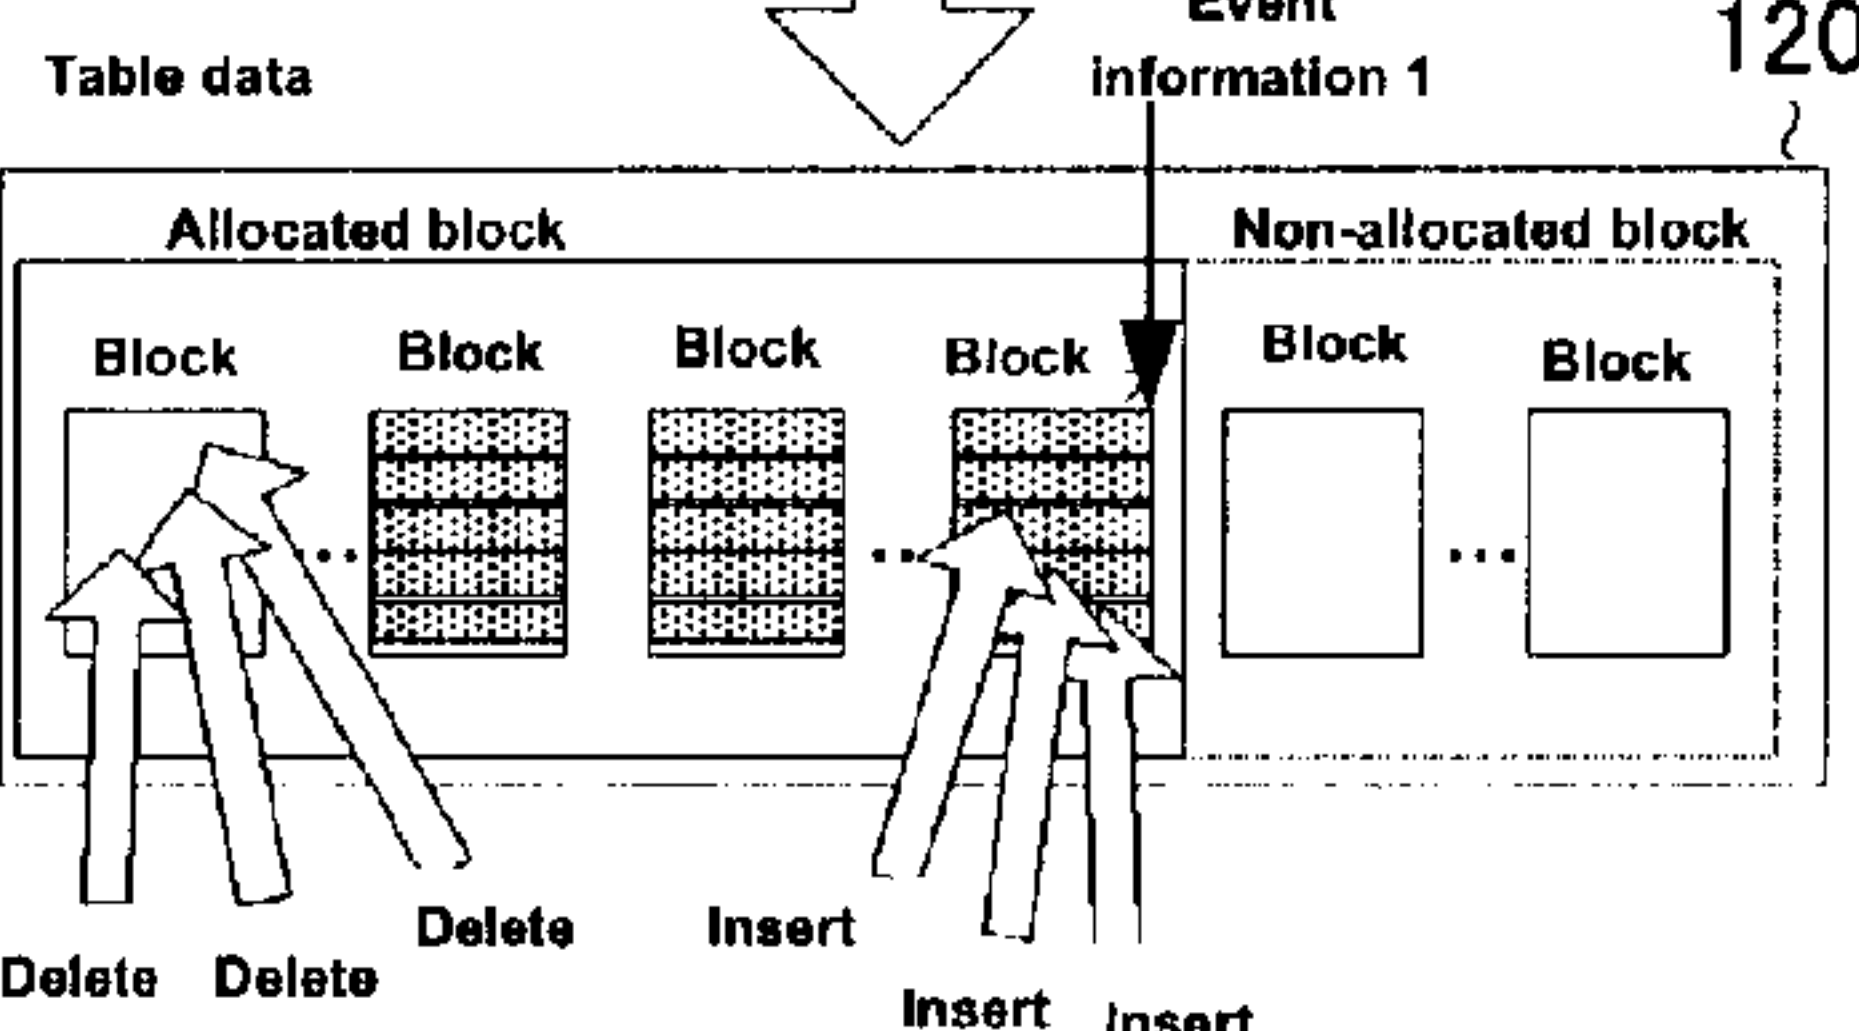 Event
Table data
information 1
120
Allocated block
Non-allocated block
Block
Block
Block
Block
Block
Block
Delete
Insert
Delete
Delete
Insert
Insert